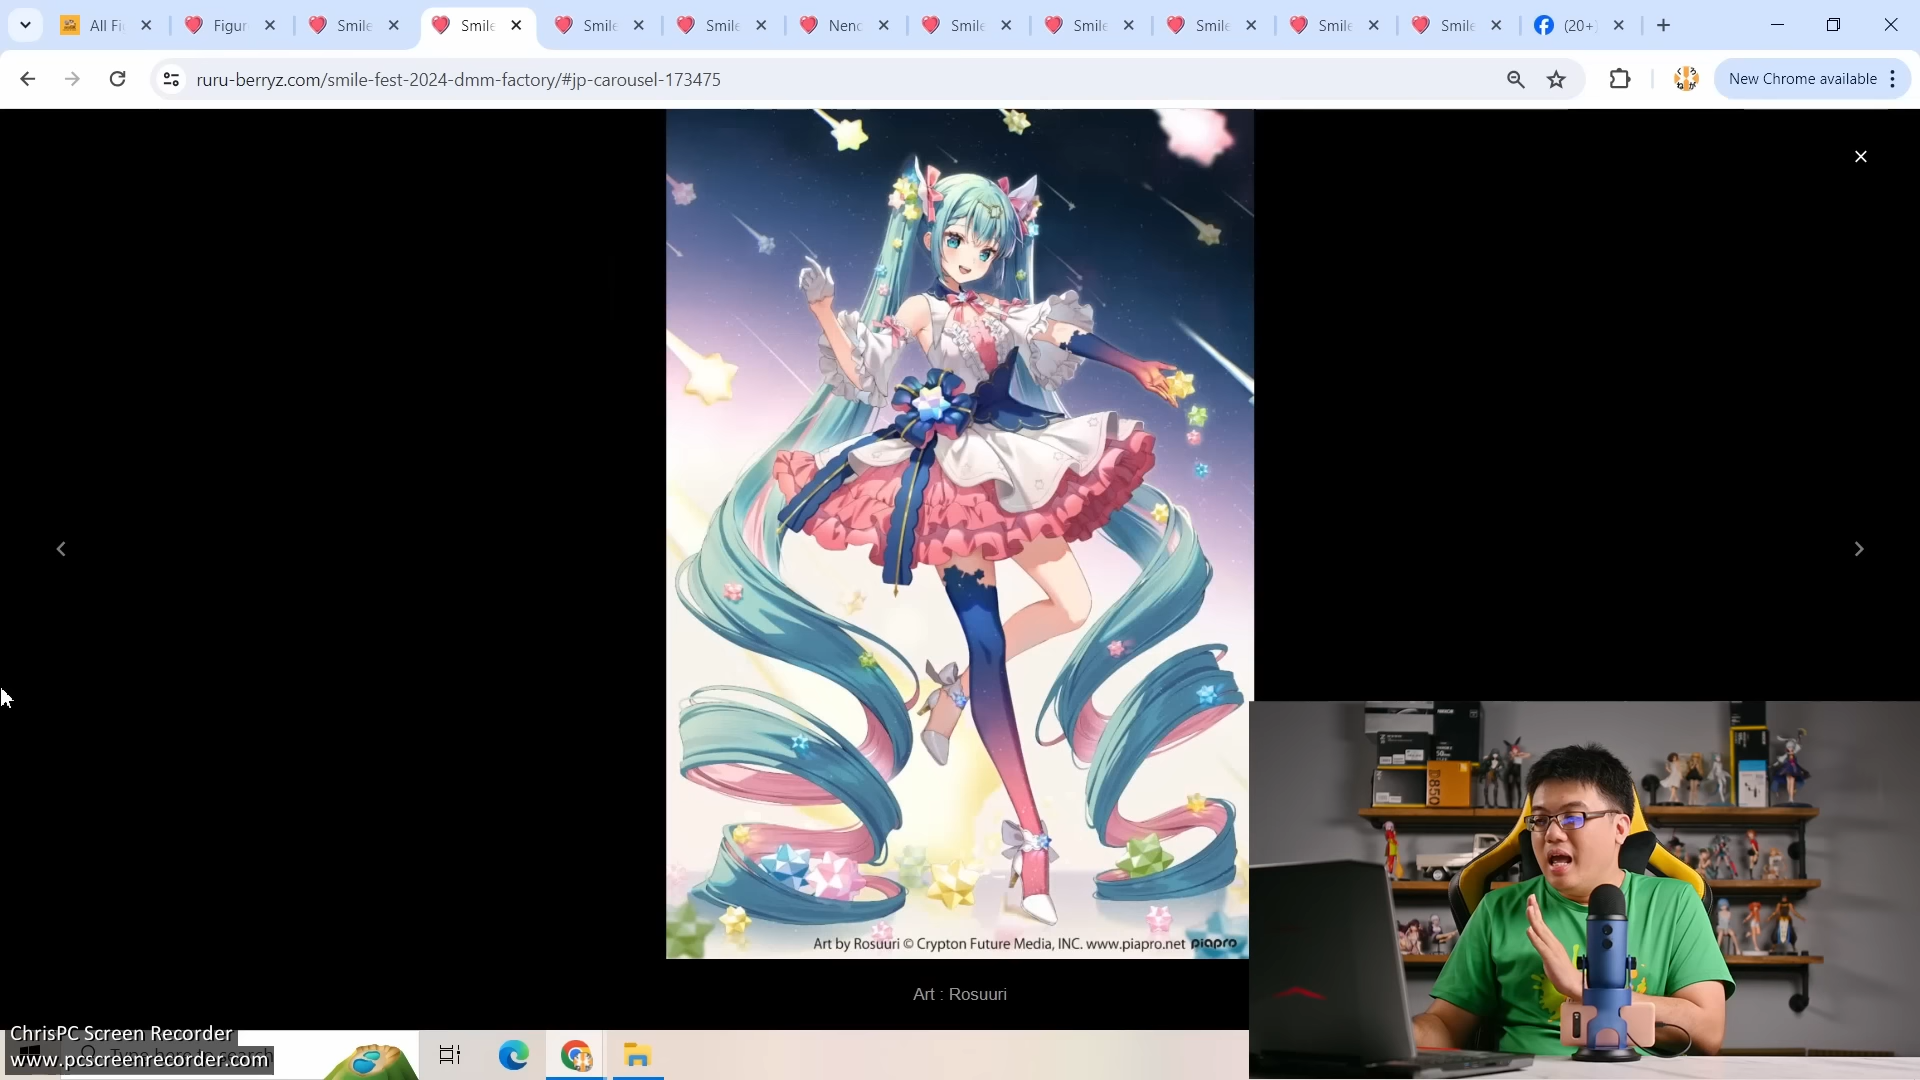 All Fi
Figur
Smile
Smile
Smile
Smile
Nenc
Smile
Smile
Smile
Smile
Smile
(20+)
ruru-berryz.com/smile-fest-2024-dmm-factory/#jp-carousel-173475
New Chrome available
Art by Rosuuri © Crypton Future Media, INC. www.piapro.net piapro
Art : Rosuuri
D850
ChrisPC Screen Recorder
www.pcscreenrecorder.com